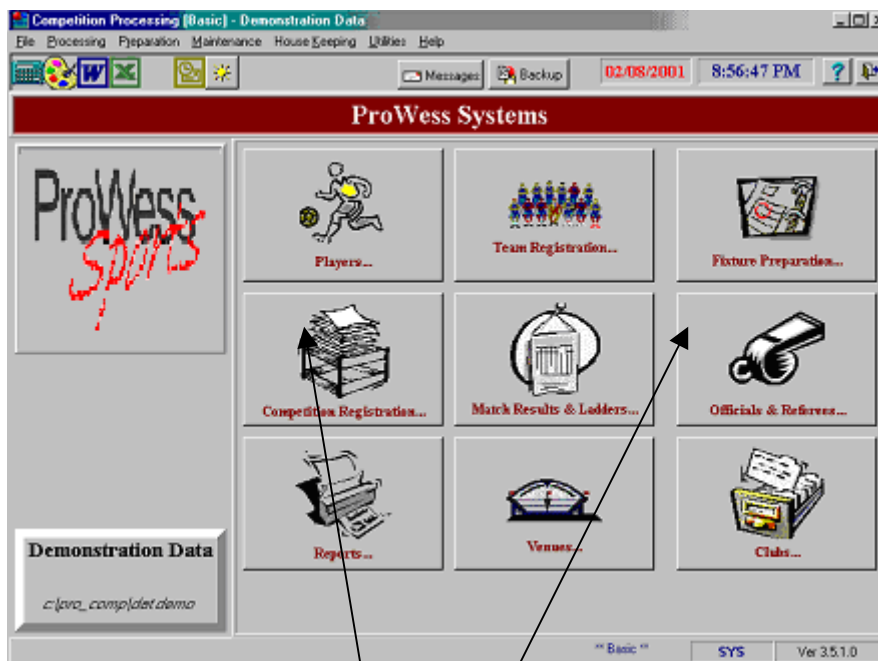 Competition Processing [Basic] - Demonstration Data
File Processing Preparation Maintenance House Keeping Utilities Help
W X Messages Backup 02/08/2001 8:56:47 PM ?
ProWess Systems
ProWess
Sports
Players...
Team Registration...
Fixture Preparation...
Competition Registration...
Match Results & Ladders...
Officials & Referees...
Reports...
Venues...
Clubs...
Demonstration Data
c:\pro_comp\dat demo
** Basic ** SYS Ver 3.5.1.0